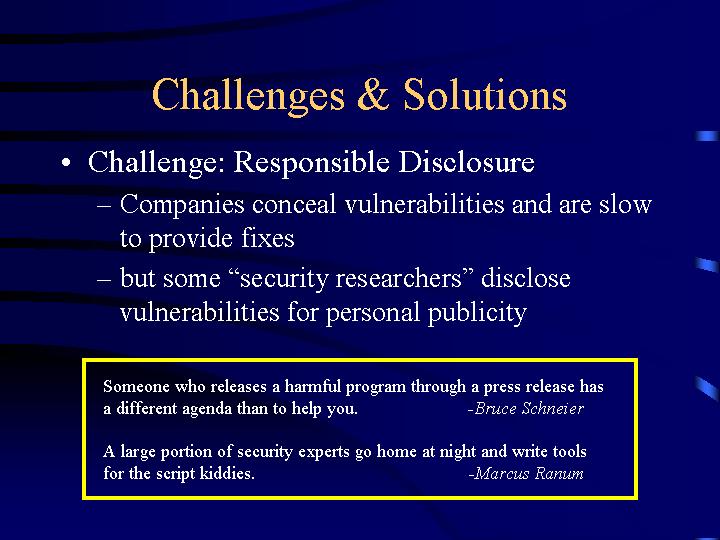 Challenges & Solutions
• Challenge: Responsible Disclosure
– Companies conceal vulnerabilities and are slow
to provide fixes
– but some “security researchers” disclose
vulnerabilities for personal publicity
Someone who releases a harmful program through a press release has
a different agenda than to help you. -Bruce Schneier
A large portion of security experts go home at night and write tools
for the script kiddies. -Marcus Ranum